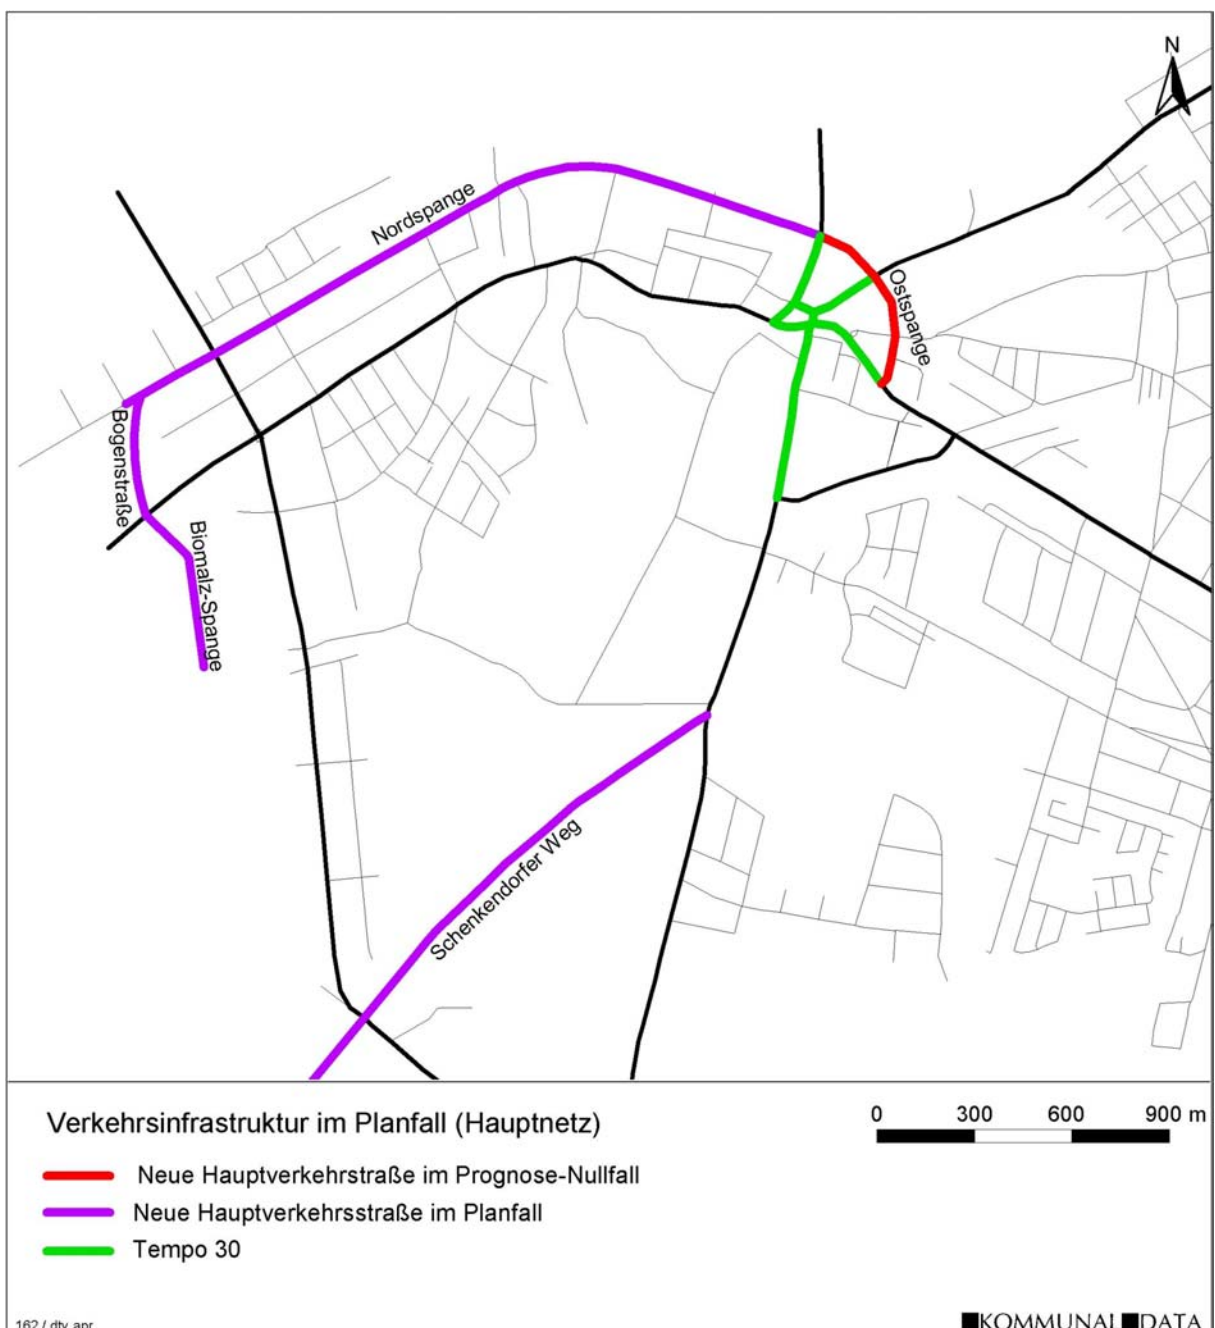 N
Nordspange
Ostspange
Bogenstraße
Biomalz-Spange
Schenkendorfer Weg
Verkehrsinfrastruktur im Planfall (Hauptnetz)
0 300 600 900 m
Neue Hauptverkehrstraße im Prognose-Nullfall
Neue Hauptverkehrsstraße im Planfall
Tempo 30
162 / dtv apr
KOMMUNAL DATA